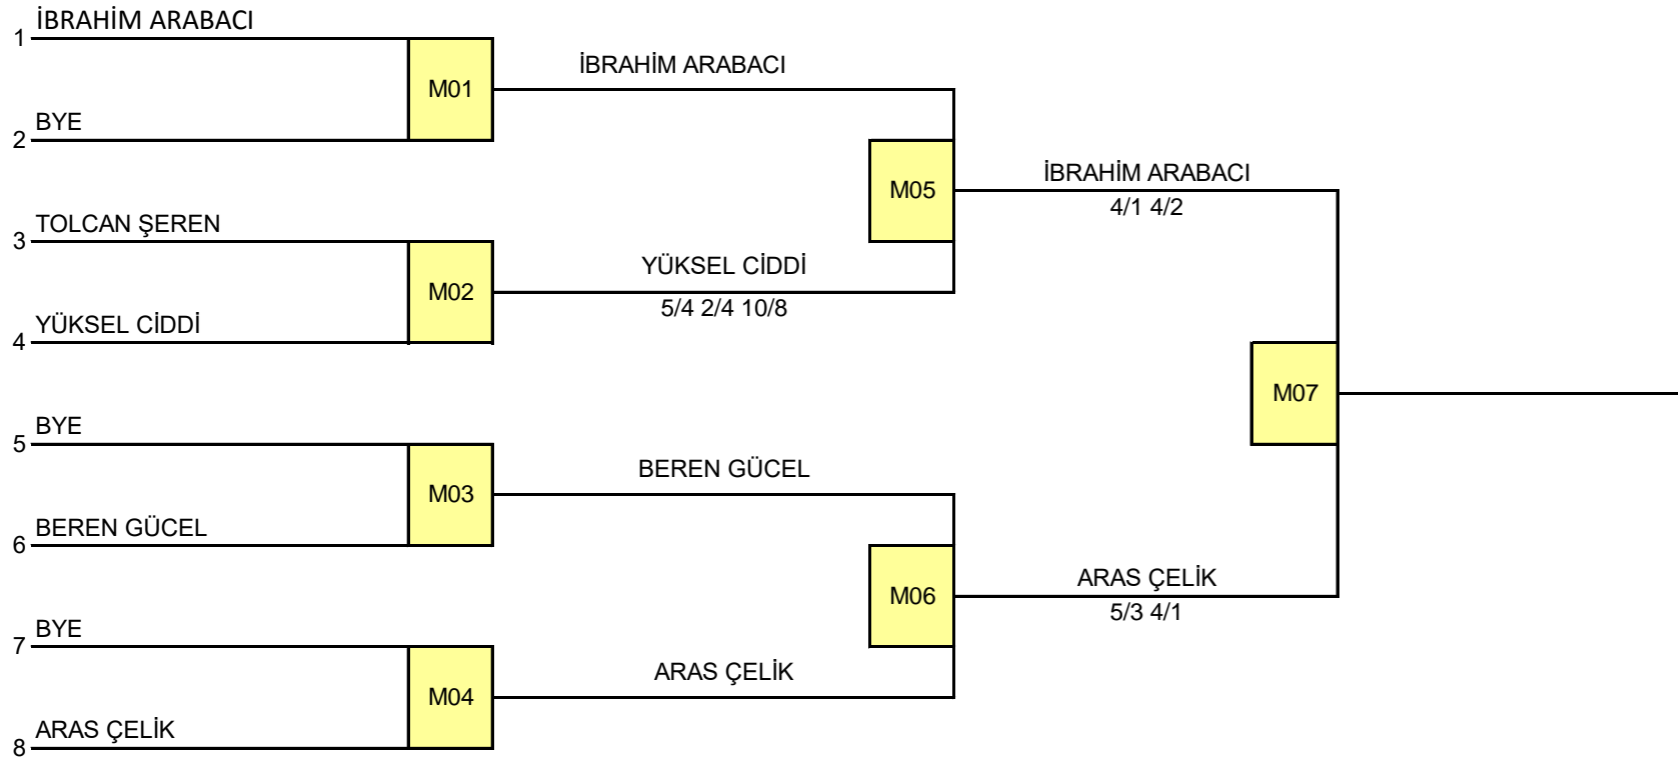 İBRAHİM ARABACI
1
M01
İBRAHİM ARABACI
BYE
2
M05
İBRAHİM ARABACI
4/1 4/2
TOLCAN ŞEREN
3
M02
YÜKSEL CİDDİ
5/4 2/4 10/8
YÜKSEL CİDDİ
4
M07
BYE
5
M03
BEREN GÜCEL
BEREN GÜCEL
6
M06
ARAS ÇELİK
5/3 4/1
BYE
7
M04
ARAS ÇELİK
ARAS ÇELİK
8